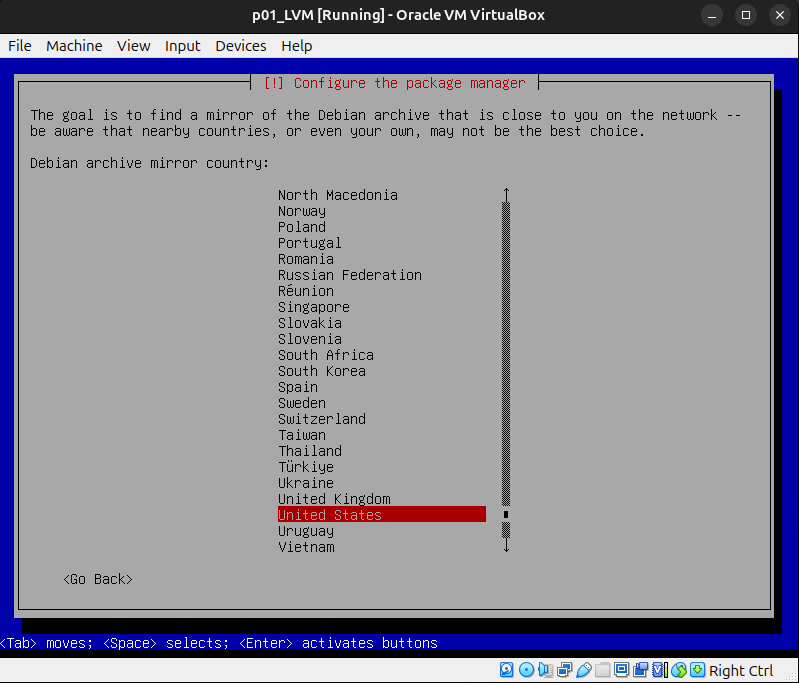 p01_LVM [Running] - Oracle VM VirtualBox
File Machine View Input Devices Help
[!] Configure the package manager
The goal is to find a mirror of the Debian archive that is close to you on the network --
be aware that nearby countries, or even your own, may not be the best choice.
Debian archive mirror country:
North Macedonia
Norway
Poland
Portugal
Romania
Russian Federation
Réunion
Singapore
Slovakia
Slovenia
South Africa
South Korea
Spain
Sweden
Switzerland
Taiwan
Thailand
Türkiye
Ukraine
United Kingdom
United States
Uruguay
Vietnam
<Go Back>
<Tab> moves; <Space> selects; <Enter> activates buttons
Right Ctrl